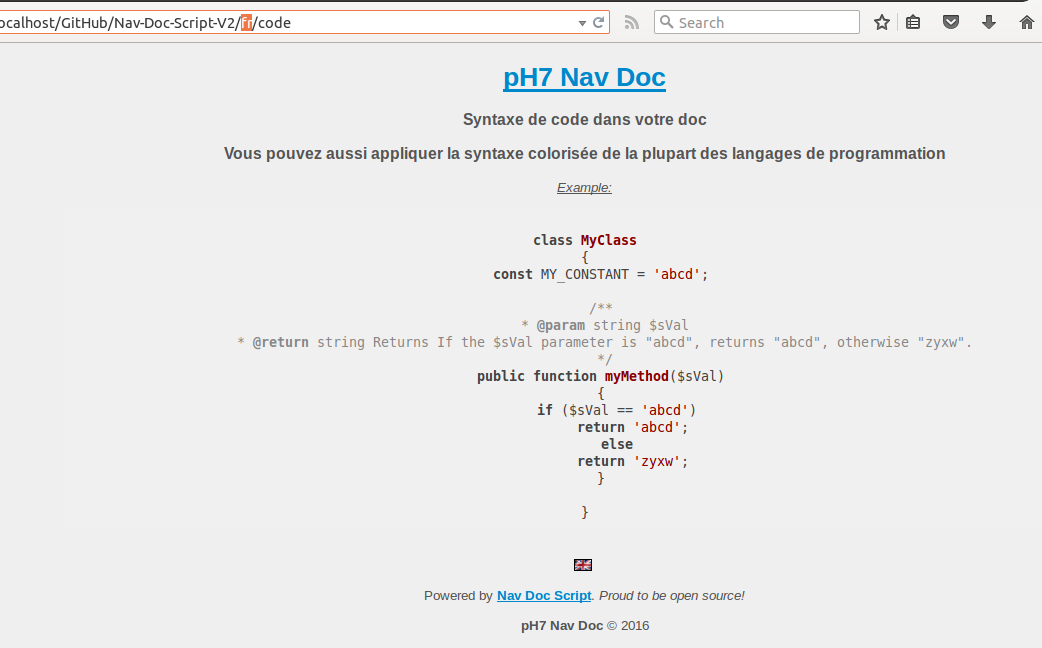 ocalhost/GitHub/Nav-Doc-Script-V2/fr/code
Search
pH7 Nav Doc
Syntaxe de code dans votre doc
Vous pouvez aussi appliquer la syntaxe colorisée de la plupart des langages de programmation
Example:
class MyClass
{
const MY_CONSTANT = 'abcd';
/**
* @param string $sVal
* @return string Returns If the $sVal parameter is "abcd", returns "abcd", otherwise "zyxw".
*/
public function myMethod($sVal)
{
if ($sVal == 'abcd')
return 'abcd';
else
return 'zyxw';
}
}
Powered by Nav Doc Script. Proud to be open source!
pH7 Nav Doc © 2016